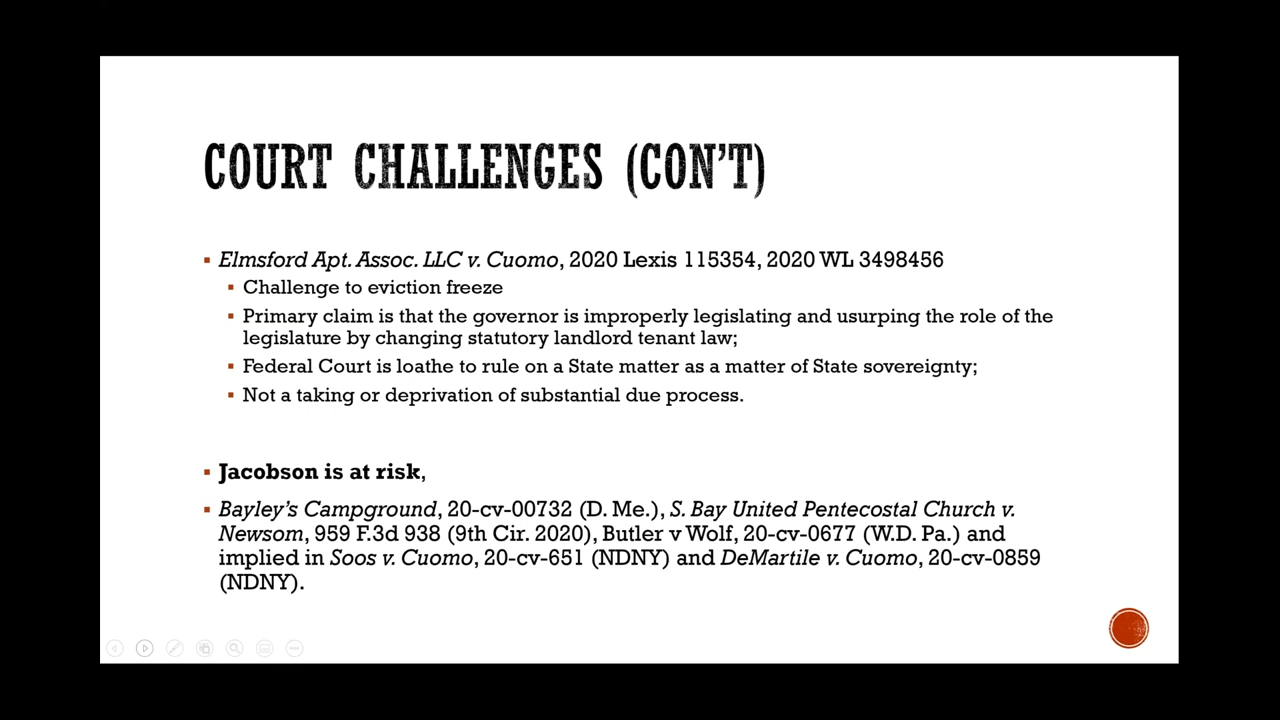 COURT CHALLENGES (CON'T)
Elmsford Apt. Assoc. LLC v. Cuomo, 2020 Lexis 115354, 2020 WL 3498456
Challenge to eviction freeze
Primary claim is that the governor is improperly legislating and usurping the role of the
legislature by changing statutory landlord tenant law;
Federal Court is loathe to rule on a State matter as a matter of State sovereignty;
Not a taking or deprivation of substantial due process.
Jacobson is at risk,
Bayley's Campground, 20-cv-00732 (D. Me.), S. Bay United Pentecostal Church v.
Newsom, 959 F.3d 938 (9th Cir. 2020), Butler v Wolf, 20-cv-0677 (W.D. Pa.) and
implied in Soos v. Cuomo, 20-cv-651 (NDNY) and DeMartile v. Cuomo, 20-cv-0859
(NDNY).